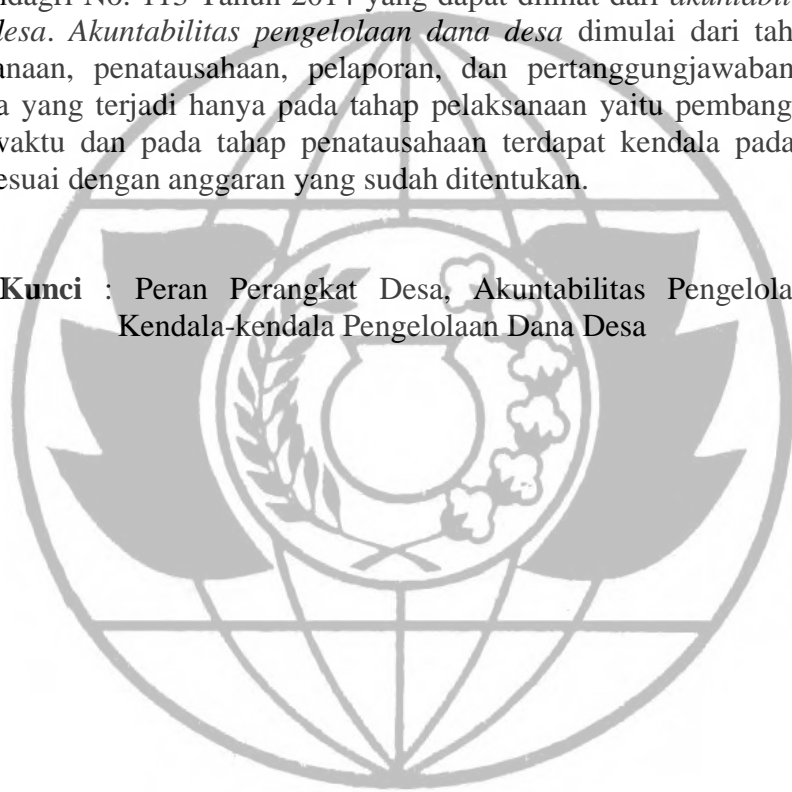 ndagri No. 113 Tahun 2014 yang dapat dilihat dari akuntabil
desa. Akuntabilitas pengelolaan dana desa dimulai dari tah
anaan, penatausahaan, pelaporan, dan pertanggungjawaban
a yang terjadi hanya pada tahap pelaksanaan yaitu pembang
waktu dan pada tahap penatausahaan terdapat kendala pada
esuai dengan anggaran yang sudah ditentukan.
Kunci : Peran Perangkat Desa, Akuntabilitas Pengelola
Kendala-kendala Pengelolaan Dana Desa